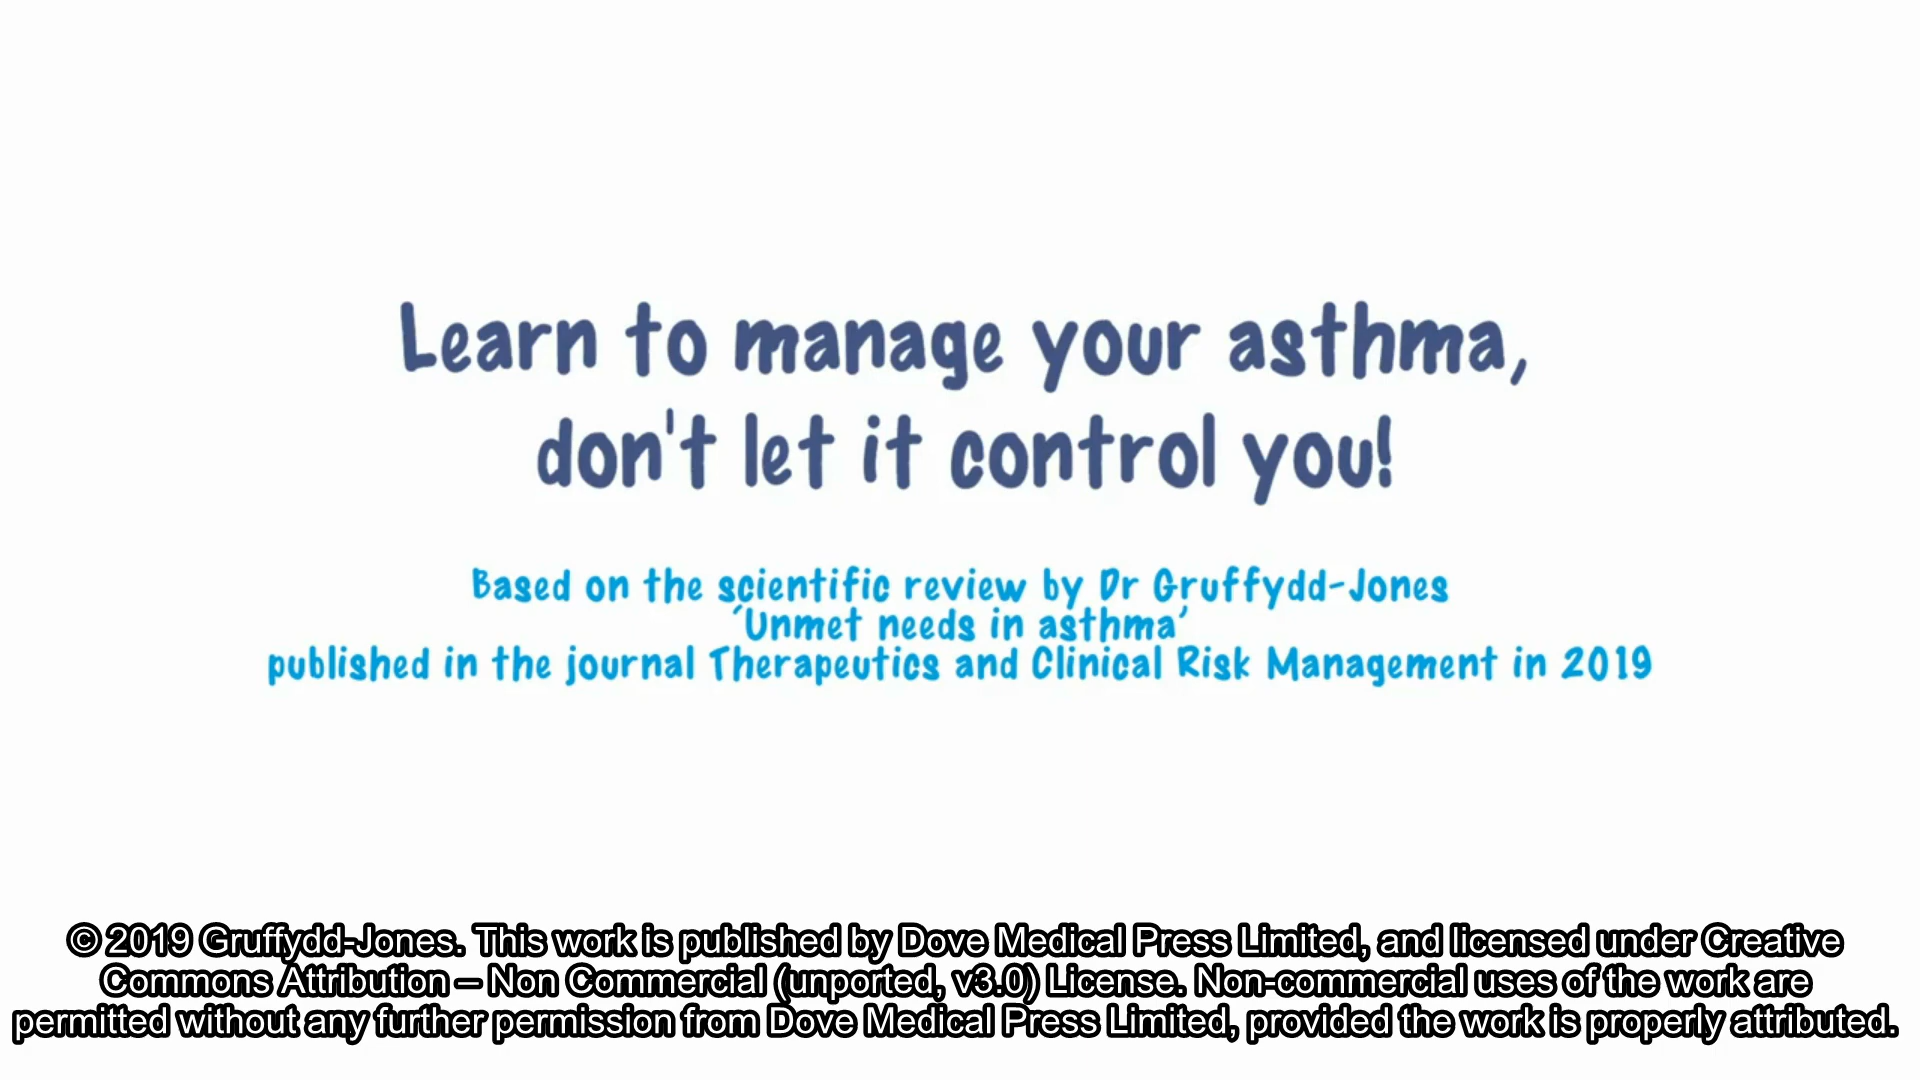 Learn to manage your asthma,
don't let it control you!
Based on the scientific review by Dr Gruffydd-Jones
‘Unmet needs in asthma’
published in the journal Therapeutics and Clinical Risk Management in 2019
© 2019 Gruffydd-Jones. This work is published by Dove Medical Press Limited, and licensed under Creative
Commons Attribution – Non Commercial (unported, v3.0) License. Non-commercial uses of the work are
permitted without any further permission from Dove Medical Press Limited, provided the work is properly attributed.